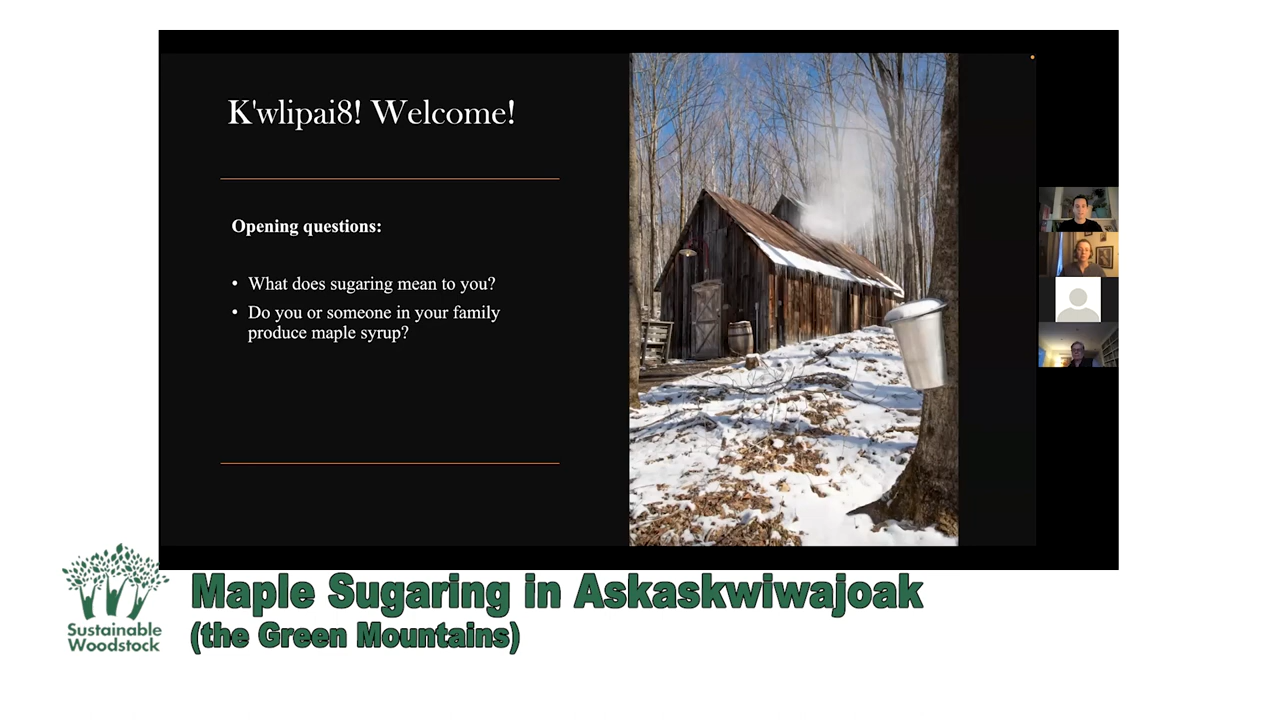 K'wlipai8! Welcome!
Opening questions:
• What does sugaring mean to you?
• Do you or someone in your family
produce maple syrup?
Sustainable
Woodstock
Maple Sugaring in Askaskwiwajoak
(the Green Mountains)